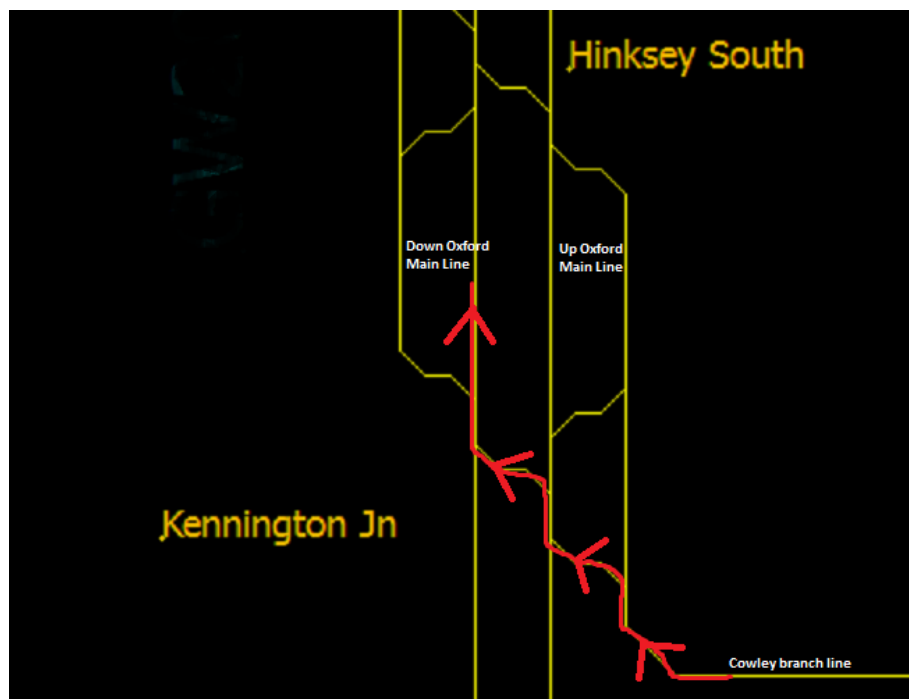 Hinksey South
Down Oxford
Main Line
Up Oxford
Main Line
Kennington Jn
Cowley branch line